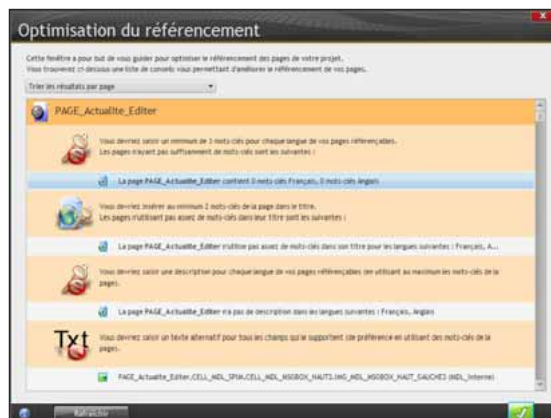 Optimisation du référencement
Cette fenêtre a pour but de vous guider pour optimiser le référencement des pages de votre projet.
Vous trouverez ci-dessous une liste de conseils vous permettant d'améliorer le référencement de vos pages.
Trier les résultats par page
PAGE_Actualite_Editer
Vous devriez saisir un minimum de 3 mots clés pour chaque langue de vos pages référençables.
Les pages n'ayant pas suffisamment de mots-clés sont les suivantes :
La page PAGE_Actualite_Editer contient 0 mots clés Français, 0 mots clés Anglais
Vous devriez insérer au minimum 2 mots-clés de la page dans le titre.
Les pages n'utilisant pas assez de mots-clés dans leur titre sont les suivantes :
La page PAGE_Actualite_Editer n'utilise pas assez de mots-clés dans son titre pour les langues suivantes : Français, A...
Vous devriez saisir une description pour chaque langue de vos pages référençables (en utilisant au maximum les mots-clés de la
page).
La page PAGE_Actualite_Editer n'a pas de description dans les langues suivantes : Français, Anglais
Txt
Vous devriez saisir un texte alternatif pour tous les champs qui le supportent (de préférence en utilisant des mots-clés de la
page).
PAGE_Actualite_Editer.CELL_MDL_SPIM.CELL_MDL_MSGBOX_HAUT3.IMG_MDL_MSGBOX_HAUT_GAUCHE3 (MDL_Interne)
Rafraîchir